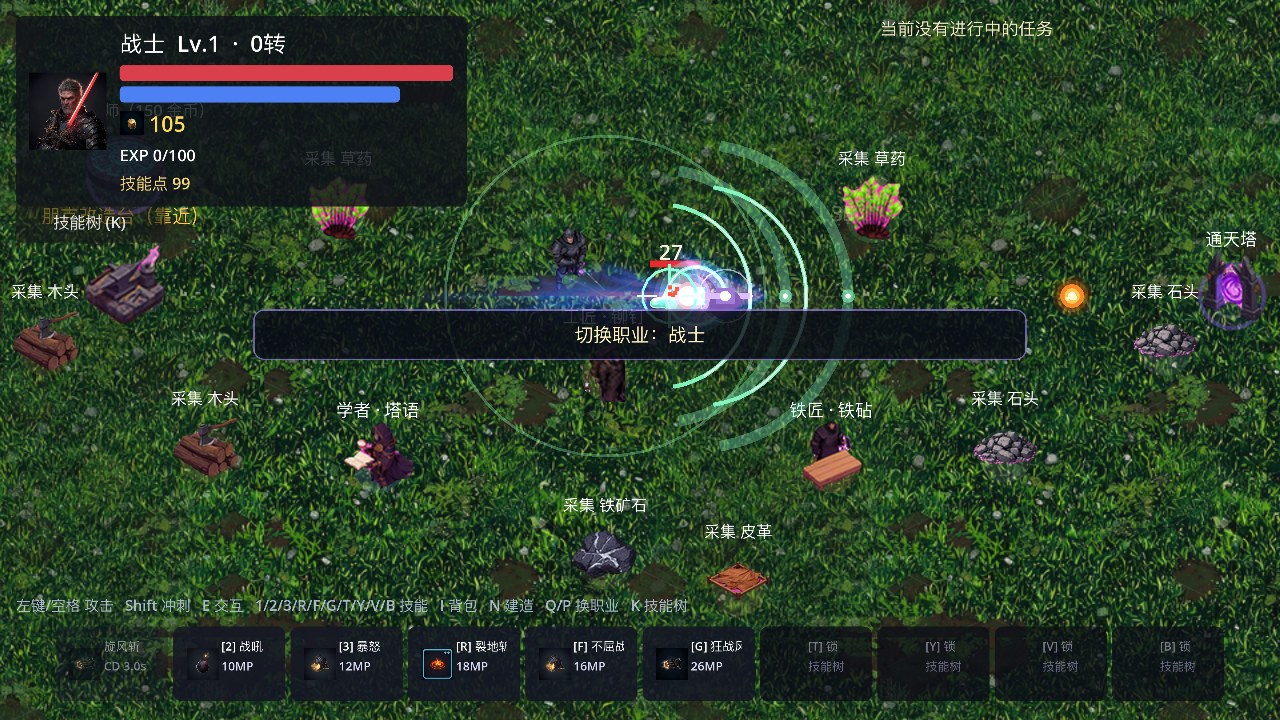 战士 Lv.1 · 0转
当前没有进行中的任务
105
EXP 0/100
技能点 99
技能树 (K)
(靠近)
(150 金币)
采集 草药
采集 草药
27
通天塔
采集 木头
采集 石头
切换职业: 战士
采集 木头
学者 · 塔语
铁匠 · 铁砧
采集 石头
采集 铁矿石
采集 皮革
左键/空格 攻击 Shift 冲刺 E 交互 1/2/3/R/F/G/T/Y/V/B 技能 I 背包 N 建造 Q/P 换职业 K 技能树
旋风斩
CD 3.0s
[2] 战吼
10MP
[3] 暴怒
12MP
[R] 裂地斩
18MP
[F] 不屈战
16MP
[G] 狂战
26MP
[T] 锁
技能树
[Y] 锁
技能树
[V] 锁
技能树
[B] 锁
技能树